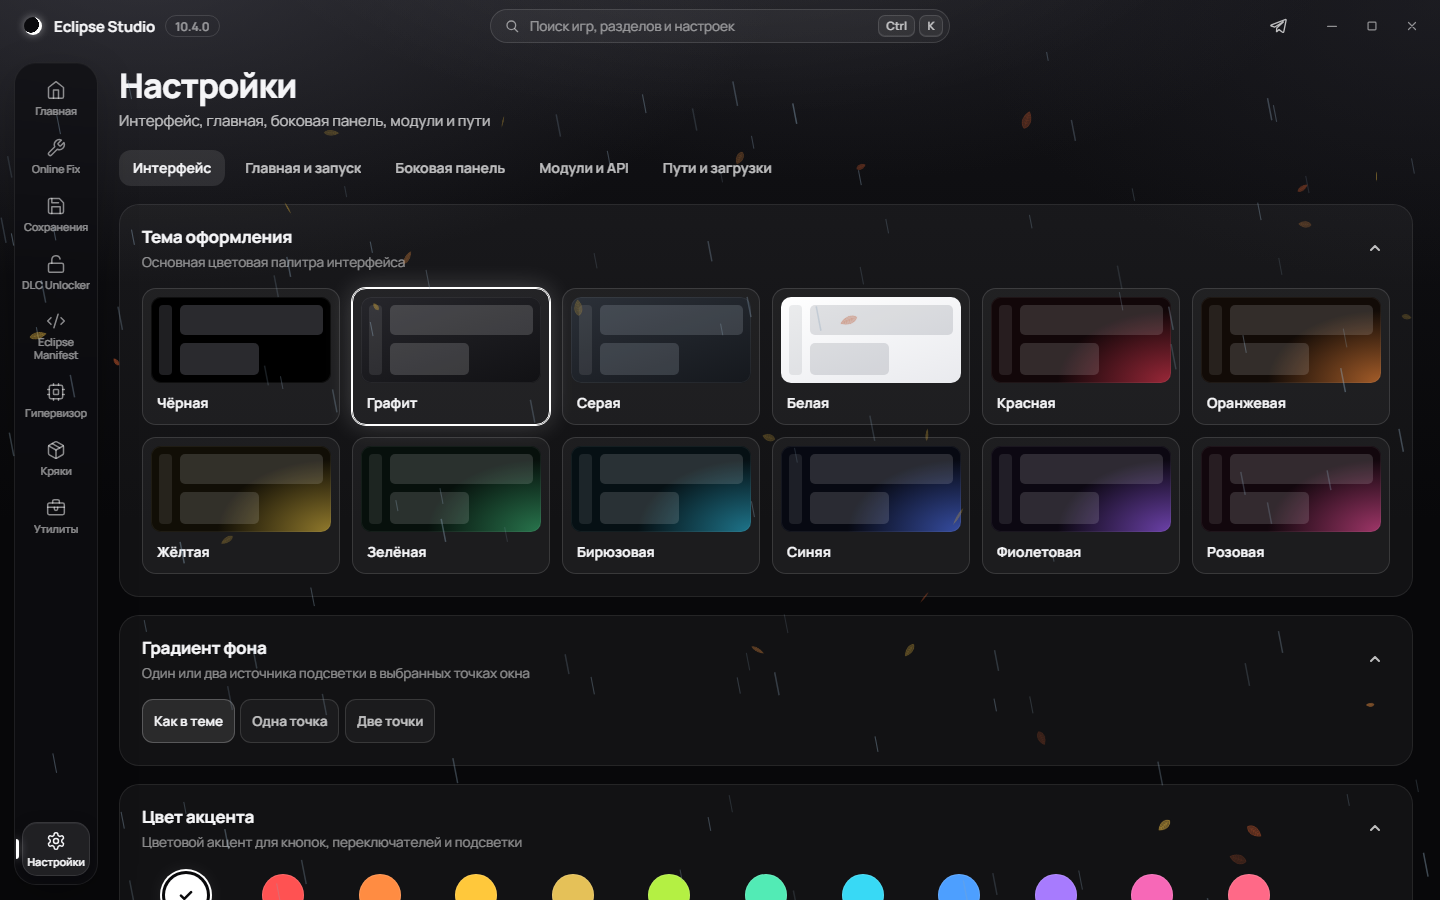 Eclipse Studio 10.4.0
Поиск игр, разделов и настроек Ctrl K
Главная
Online Fix
Сохранения
DLC Unlocker
Eclipse
Manifest
Гипервизор
Кряки
Утилиты
Настройки
Настройки
Интерфейс, главная, боковая панель, модули и пути
Интерфейс Главная и запуск Боковая панель Модули и API Пути и загрузки
Тема оформления
Основная цветовая палитра интерфейса
Чёрная Графит Серая Белая Красная Оранжевая
Жёлтая Зелёная Бирюзовая Синяя Фиолетовая Розовая
Градиент фона
Один или два источника подсветки в выбранных точках окна
Как в теме Одна точка Две точки
Цвет акцента
Цветовой акцент для кнопок, переключателей и подсветки